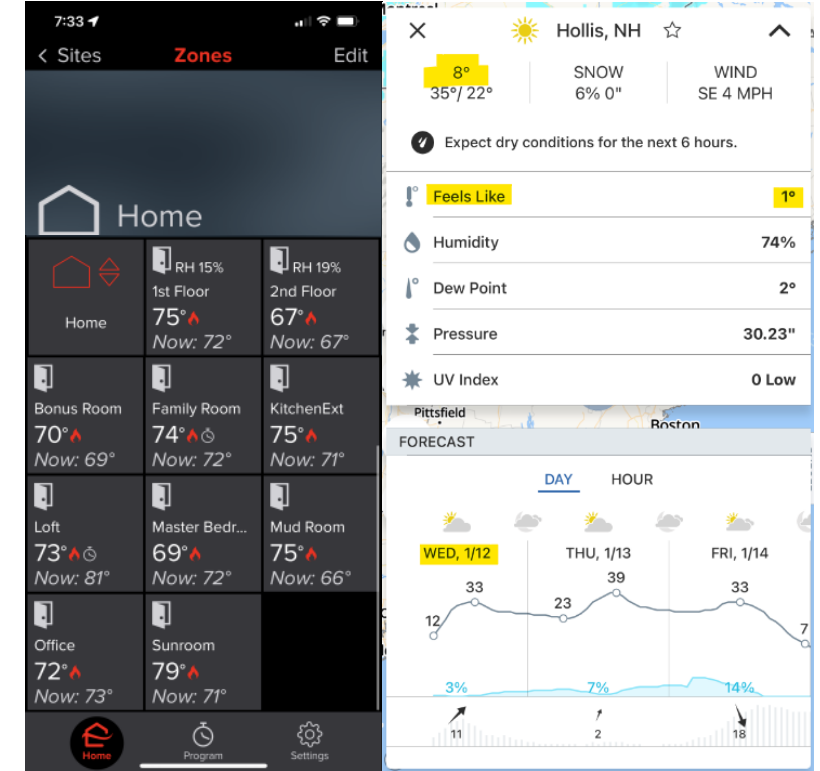 7:33
Sites
Zones
Edit
Home
Home
RH 15%
1st Floor
75°
Now: 72°
RH 19%
2nd Floor
67°
Now: 67°
Bonus Room
70°
Now: 69°
Family Room
74°
Now: 72°
KitchenExt
75°
Now: 71°
Loft
73°
Now: 81°
Master Bedr...
69°
Now: 72°
Mud Room
75°
Now: 66°
Office
72°
Now: 73°
Sunroom
79°
Now: 71°
Home
Program
Settings
Hollis, NH
8°
35°/ 22°
SNOW
6% 0"
WIND
SE 4 MPH
Expect dry conditions for the next 6 hours.
Feels Like 1°
Humidity 74%
Dew Point 2°
Pressure 30.23"
UV Index 0 Low
Pittsfield
Boston
FORECAST
DAY HOUR
WED, 1/12 THU, 1/13 FRI, 1/14
12 33 23 39 33 7
3% 7% 14%
11 2 18